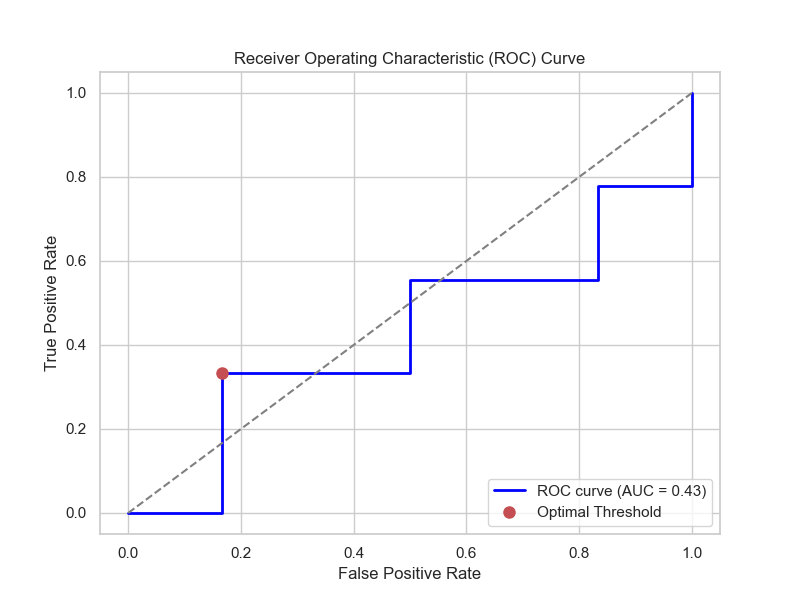 Receiver Operating Characteristic (ROC) Curve
1.0
0.8
0.6
0.4
0.2
0.0
True Positive Rate
ROC curve (AUC = 0.43)
Optimal Threshold
0.0 0.2 0.4 0.6 0.8 1.0
False Positive Rate